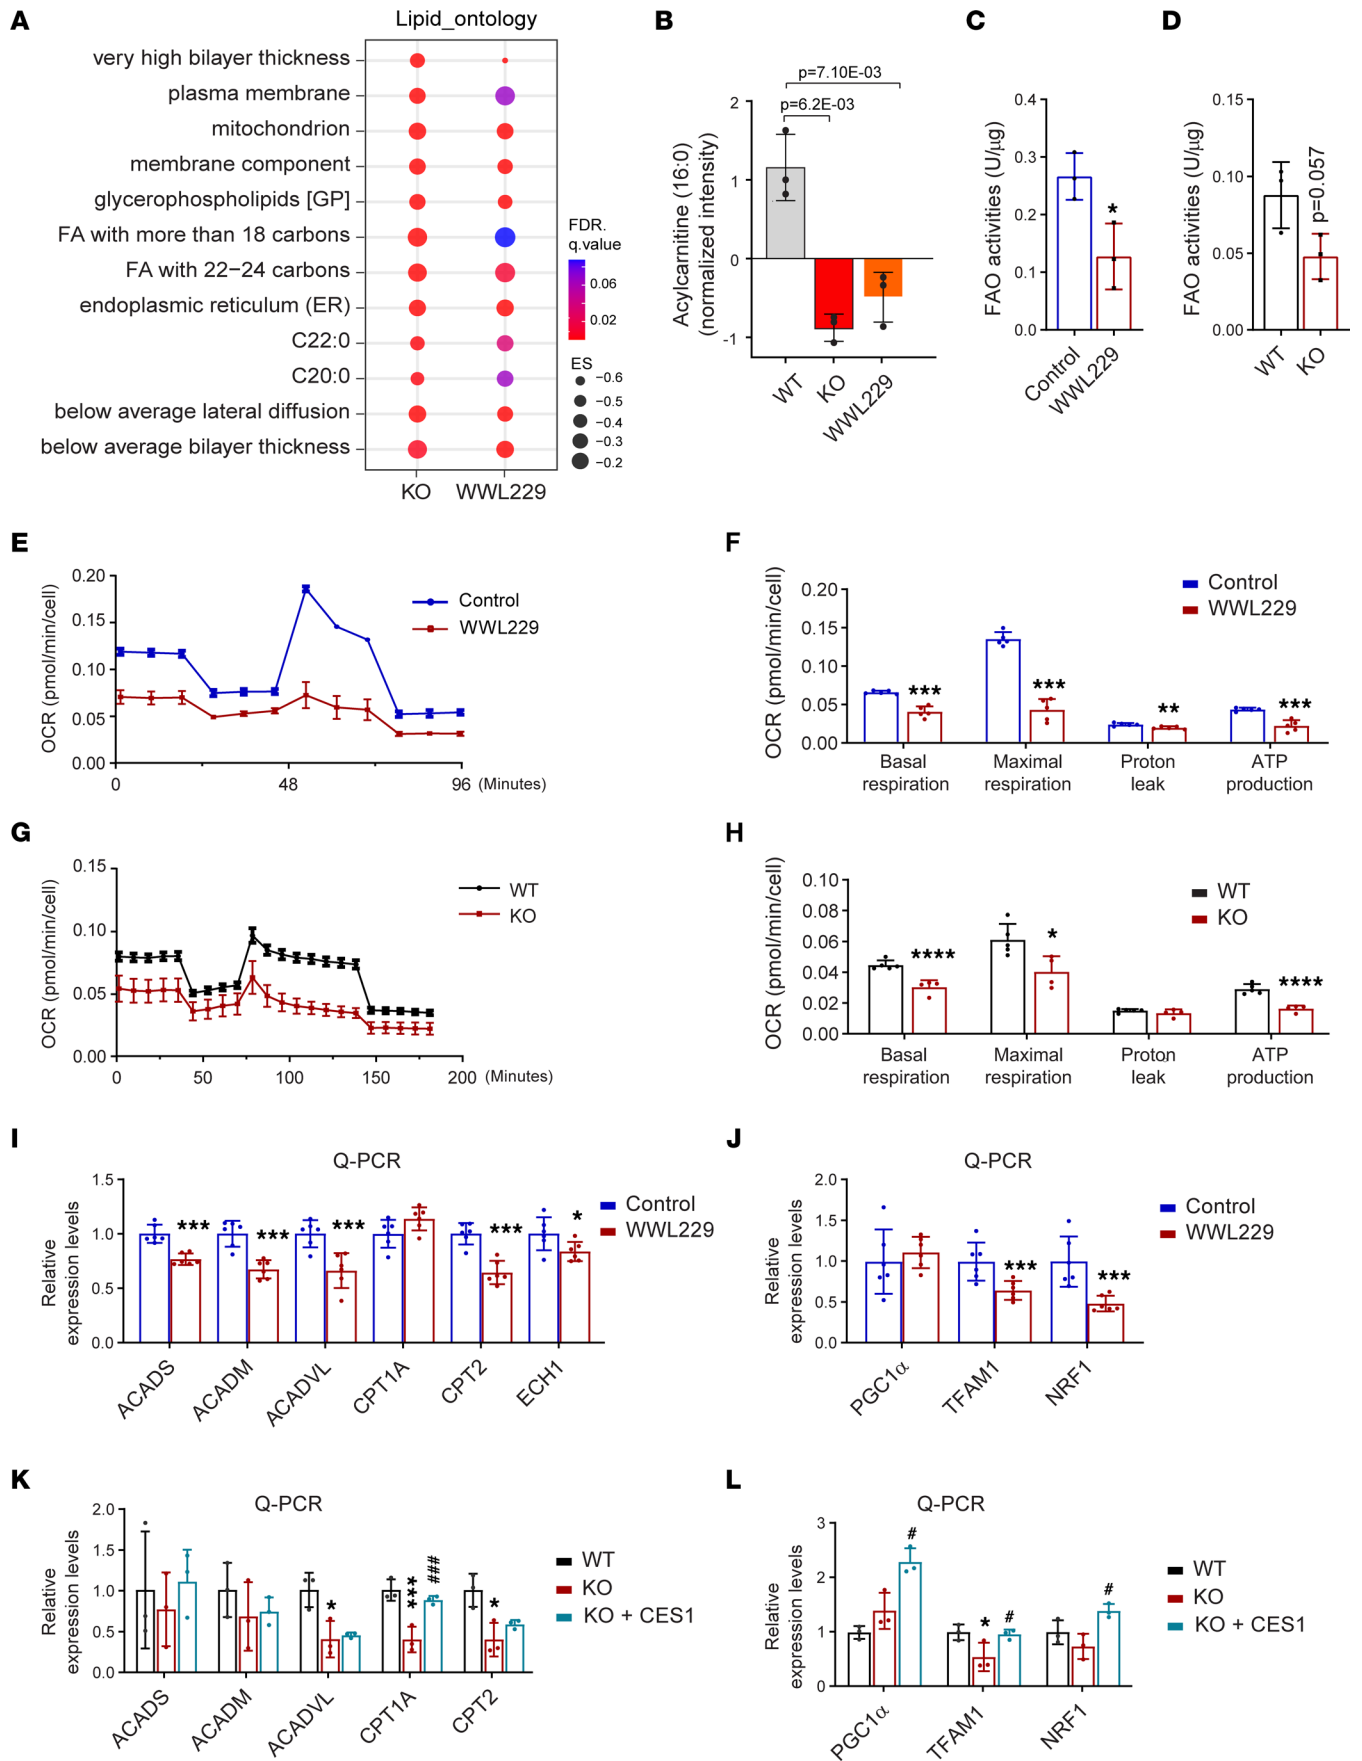 A
Lipid_ontology
very high bilayer thickness
plasma membrane
mitochondrion
membrane component
glycerophospholipids [GP]
FA with more than 18 carbons
FA with 22−24 carbons
endoplasmic reticulum (ER)
C22:0
C20:0
below average lateral diffusion
below average bilayer thickness
KO WWL229
FDR.
q.value
0.06
0.02
ES
−0.6
−0.5
−0.4
−0.3
−0.2
B
Acylcarnitine (16:0)
(normalized intensity)
2
1
0
-1
p=7.10E-03
p=6.2E-03
WT
KO
WWL229
C
FAO activities (U/μg)
0.4
0.3
0.2
0.1
0.0
*
Control
WWL229
D
FAO activities (U/μg)
0.15
0.10
0.05
0.00
p=0.057
WT
KO
E
OCR (pmol/min/cell)
0.20
0.15
0.10
0.05
0.00
0 48 96 (Minutes)
Control
WWL229
F
OCR (pmol/min/cell)
0.20
0.15
0.10
0.05
0.00
Control
WWL229
*** *** ** ***
Basal
respiration
Maximal
respiration
Proton
leak
ATP
production
G
OCR (pmol/min/cell)
0.15
0.10
0.05
0.00
0 50 100 150 200 (Minutes)
WT
KO
H
OCR (pmol/min/cell)
0.10
0.08
0.06
0.04
0.02
0.00
WT
KO
**** * ****
Basal
respiration
Maximal
respiration
Proton
leak
ATP
production
I
Q-PCR
Relative
expression levels
1.5
1.0
0.5
0.0
*** *** *** *** *
Control
WWL229
ACADS
ACADM
ACADVL
CPT1A
CPT2
ECH1
J
Q-PCR
Relative
expression levels
2.0
1.5
1.0
0.5
0.0
*** ***
Control
WWL229
PGC1α
TFAM1
NRF1
K
Q-PCR
Relative
expression levels
2.0
1.5
1.0
0.5
0.0
* *** ### *
WT
KO
KO + CES1
ACADS
ACADM
ACADVL
CPT1A
CPT2
L
Q-PCR
Relative
expression levels
3
2
1
0
# * # #
WT
KO
KO + CES1
PGC1α
TFAM1
NRF1